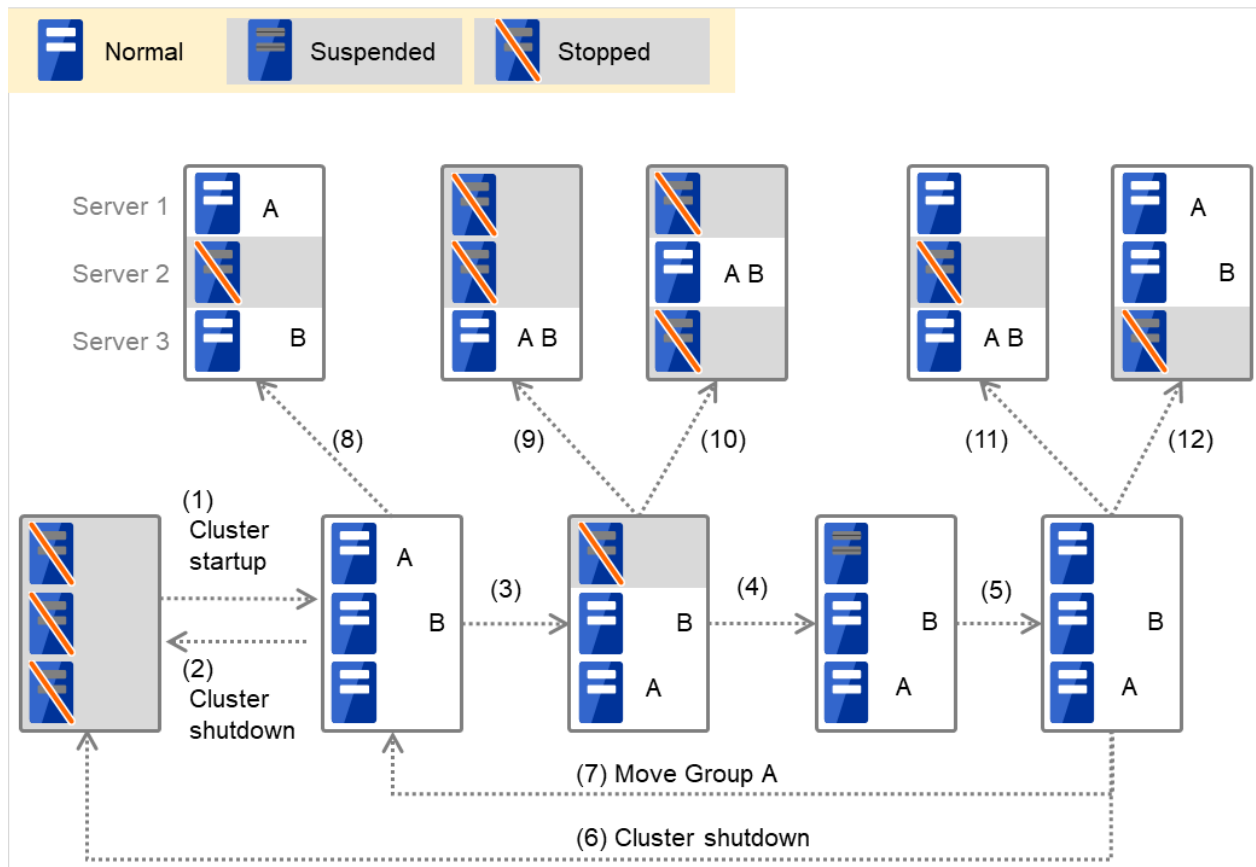 Normal
Suspended
Stopped
Server 1
A
Server 2
A B
B
Server 3
B
A B
A B
A
(8)
(9)
(10)
(11)
(12)
(1)
Cluster
startup
A
(3)
B
B
(4)
B
(5)
B
(2)
Cluster
shutdown
A
A
A
(7) Move Group A
(6) Cluster shutdown